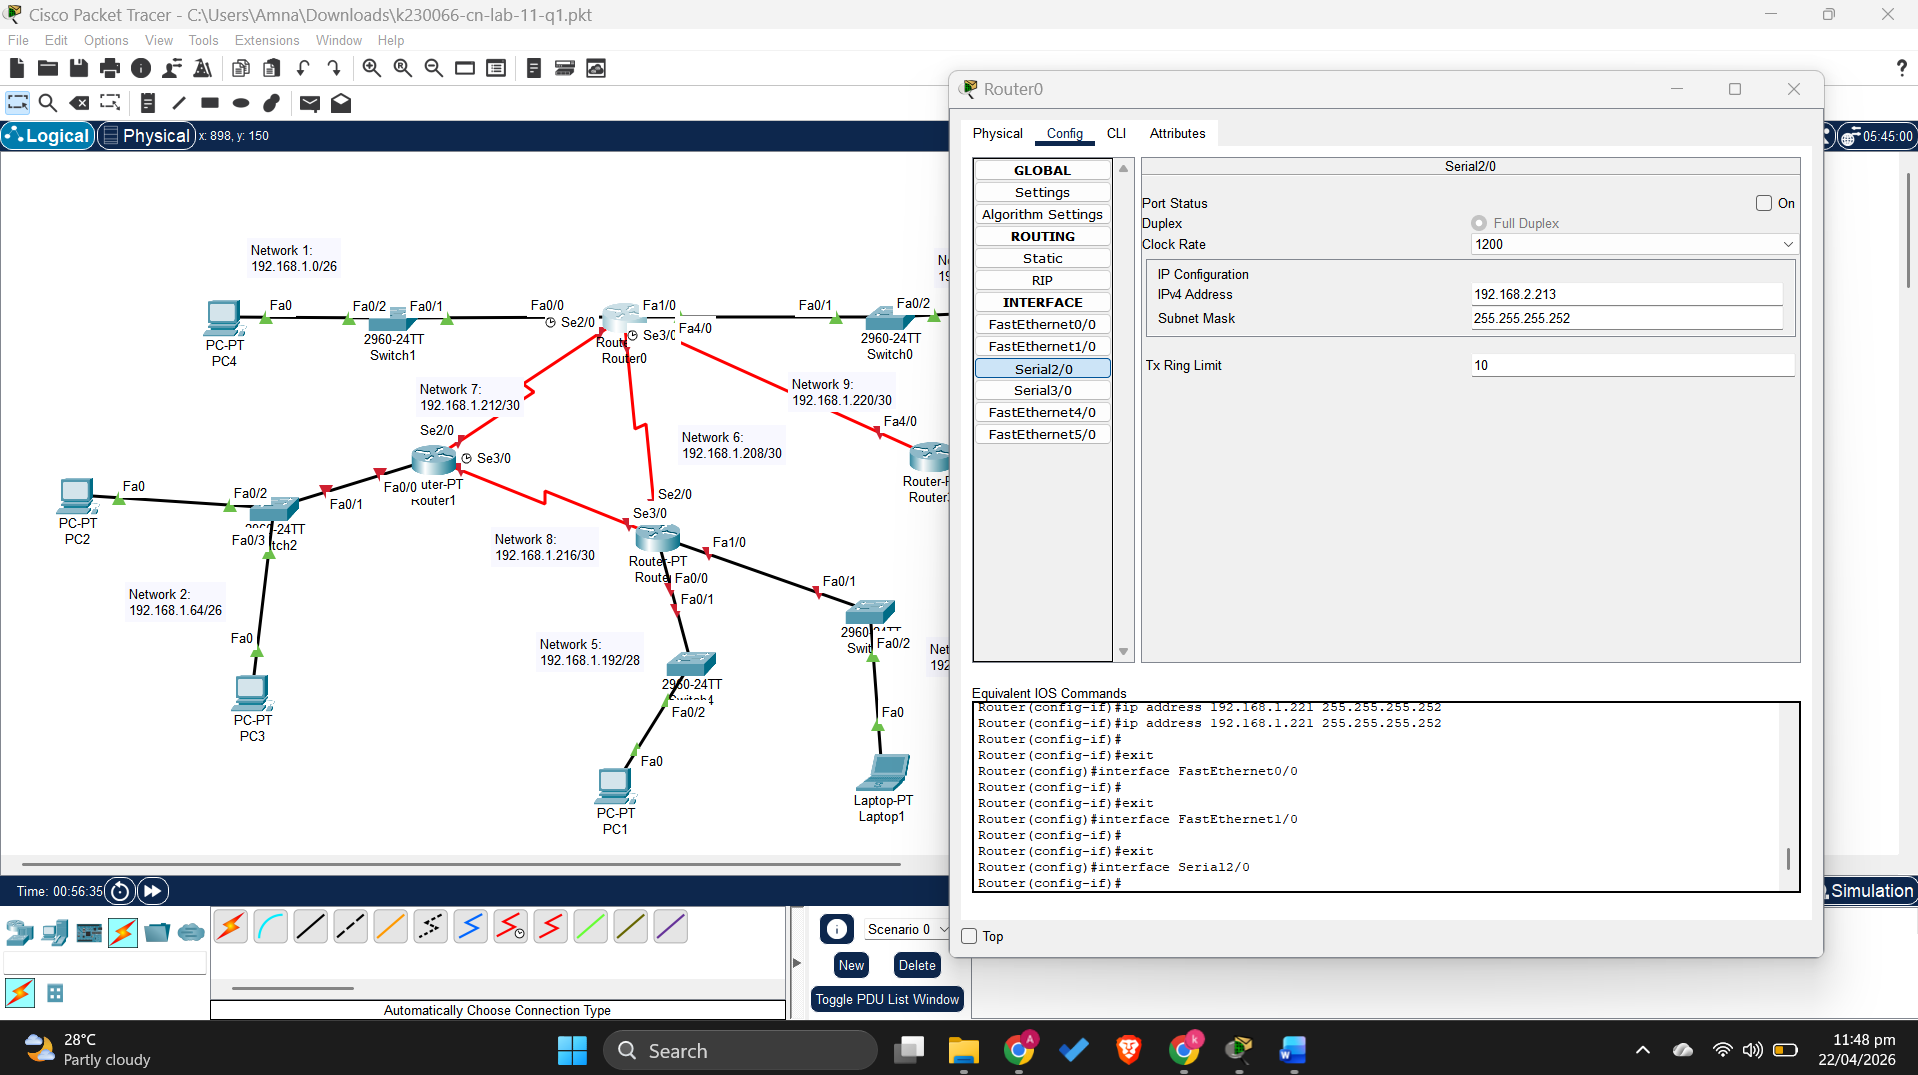 Cisco Packet Tracer - C:\Users\Amna\Downloads\k230066-cn-lab-11-q1.pkt
File Edit Options View Tools Extensions Window Help
Logical Physical x: 898, y: 150
05:45:00
Network 1:
192.168.1.0/26
Fa0 Fa0/2 Fa0/1 Fa0/0 Fa1/0 Fa0/1 Fa0/2
Se2/0 Se3/0 Fa4/0
PC-PT
PC4
2960-24TT
Switch1
Router0
2960-24TT
Switch0
Network 7:
192.168.1.212/30
Network 9:
192.168.1.220/30
Se2/0
Fa4/0
Network 6:
192.168.1.208/30
Se3/0
Fa0/0 uter-PT
Fa0 Fa0/2 Fa0/1
PC-PT
PC2
Fa0/3
Se2/0
Se3/0
Network 8:
192.168.1.216/30
Router-PT
Fa1/0
Fa0/0
Fa0/1
Fa0/1
Network 2:
192.168.1.64/26
Fa0
Network 5:
192.168.1.192/28
Fa0/2
2960-24TT
Fa0/2
PC-PT
PC3
Fa0
Fa0
PC-PT
PC1
Laptop-PT
Laptop1
Time: 00:56:35
Simulation
Scenario 0
New Delete
Toggle PDU List Window
Automatically Choose Connection Type
Router0
Physical Config CLI Attributes
GLOBAL
Settings
Algorithm Settings
ROUTING
Static
RIP
INTERFACE
FastEthernet0/0
FastEthernet1/0
Serial2/0
Serial3/0
FastEthernet4/0
FastEthernet5/0
Serial2/0
Port Status On
Duplex Full Duplex
Clock Rate 1200
IP Configuration
IPv4 Address 192.168.2.213
Subnet Mask 255.255.255.252
Tx Ring Limit 10
Equivalent IOS Commands
Router(config-if)#ip address 192.168.1.221 255.255.255.252
Router(config-if)#ip address 192.168.1.221 255.255.255.252
Router(config-if)#
Router(config-if)#exit
Router(config)#interface FastEthernet0/0
Router(config-if)#
Router(config-if)#exit
Router(config)#interface FastEthernet1/0
Router(config-if)#
Router(config-if)#exit
Router(config)#interface Serial2/0
Router(config-if)#
Top
28°C
Partly cloudy
Search
11:48 pm
22/04/2026